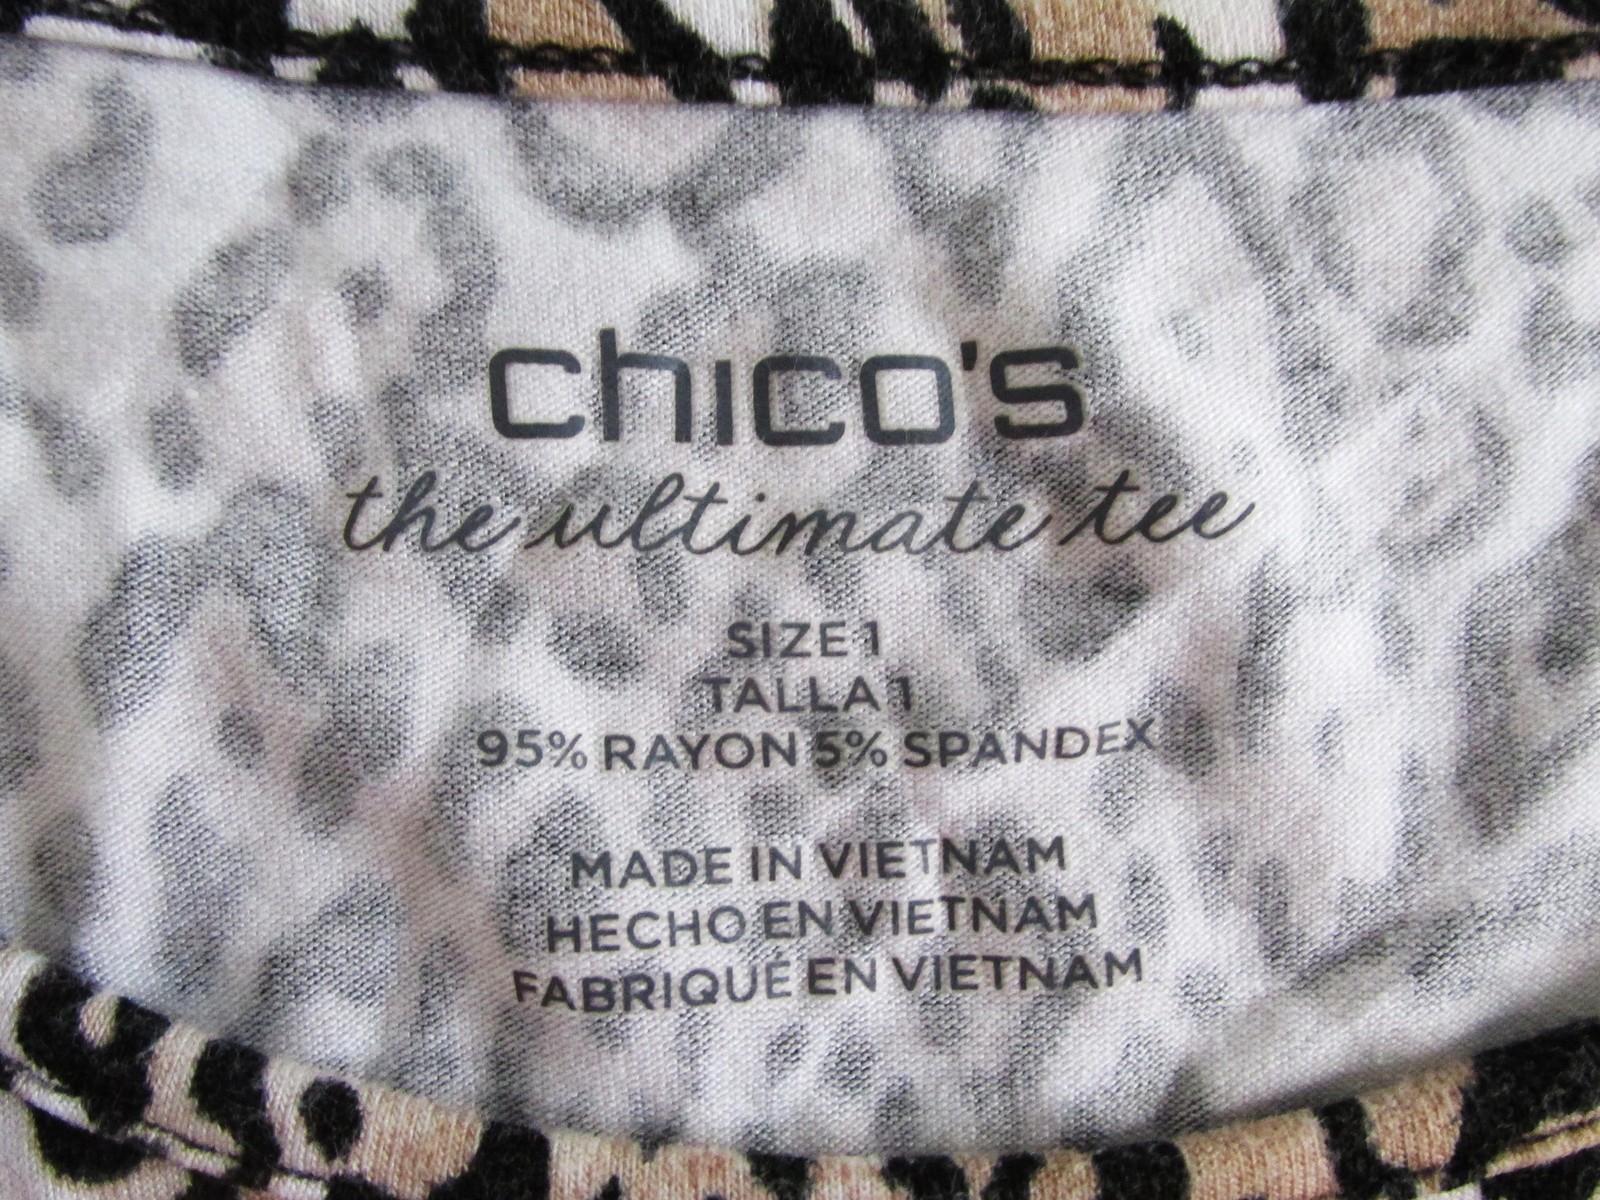 chico's
the ultimate tee
SIZE 1
TALLA 1
95% RAYON 5% SPANDEX
MADE IN VIETNAM
HECHO EN VIETNAM
FABRIQUÉ EN VIETNAM